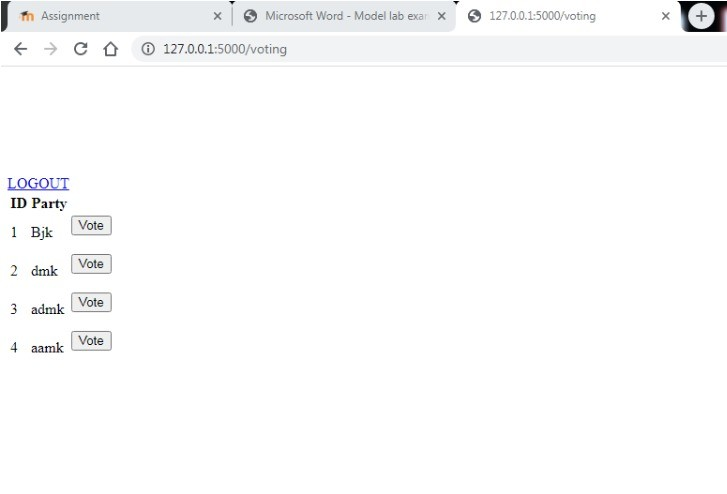 Assignment
Microsoft Word - Model lab exar
127.0.0.1:5000/voting
127.0.0.1:5000/voting
LOGOUT
ID Party
1 Bjk Vote
2 dmk Vote
3 admk Vote
4 aamk Vote